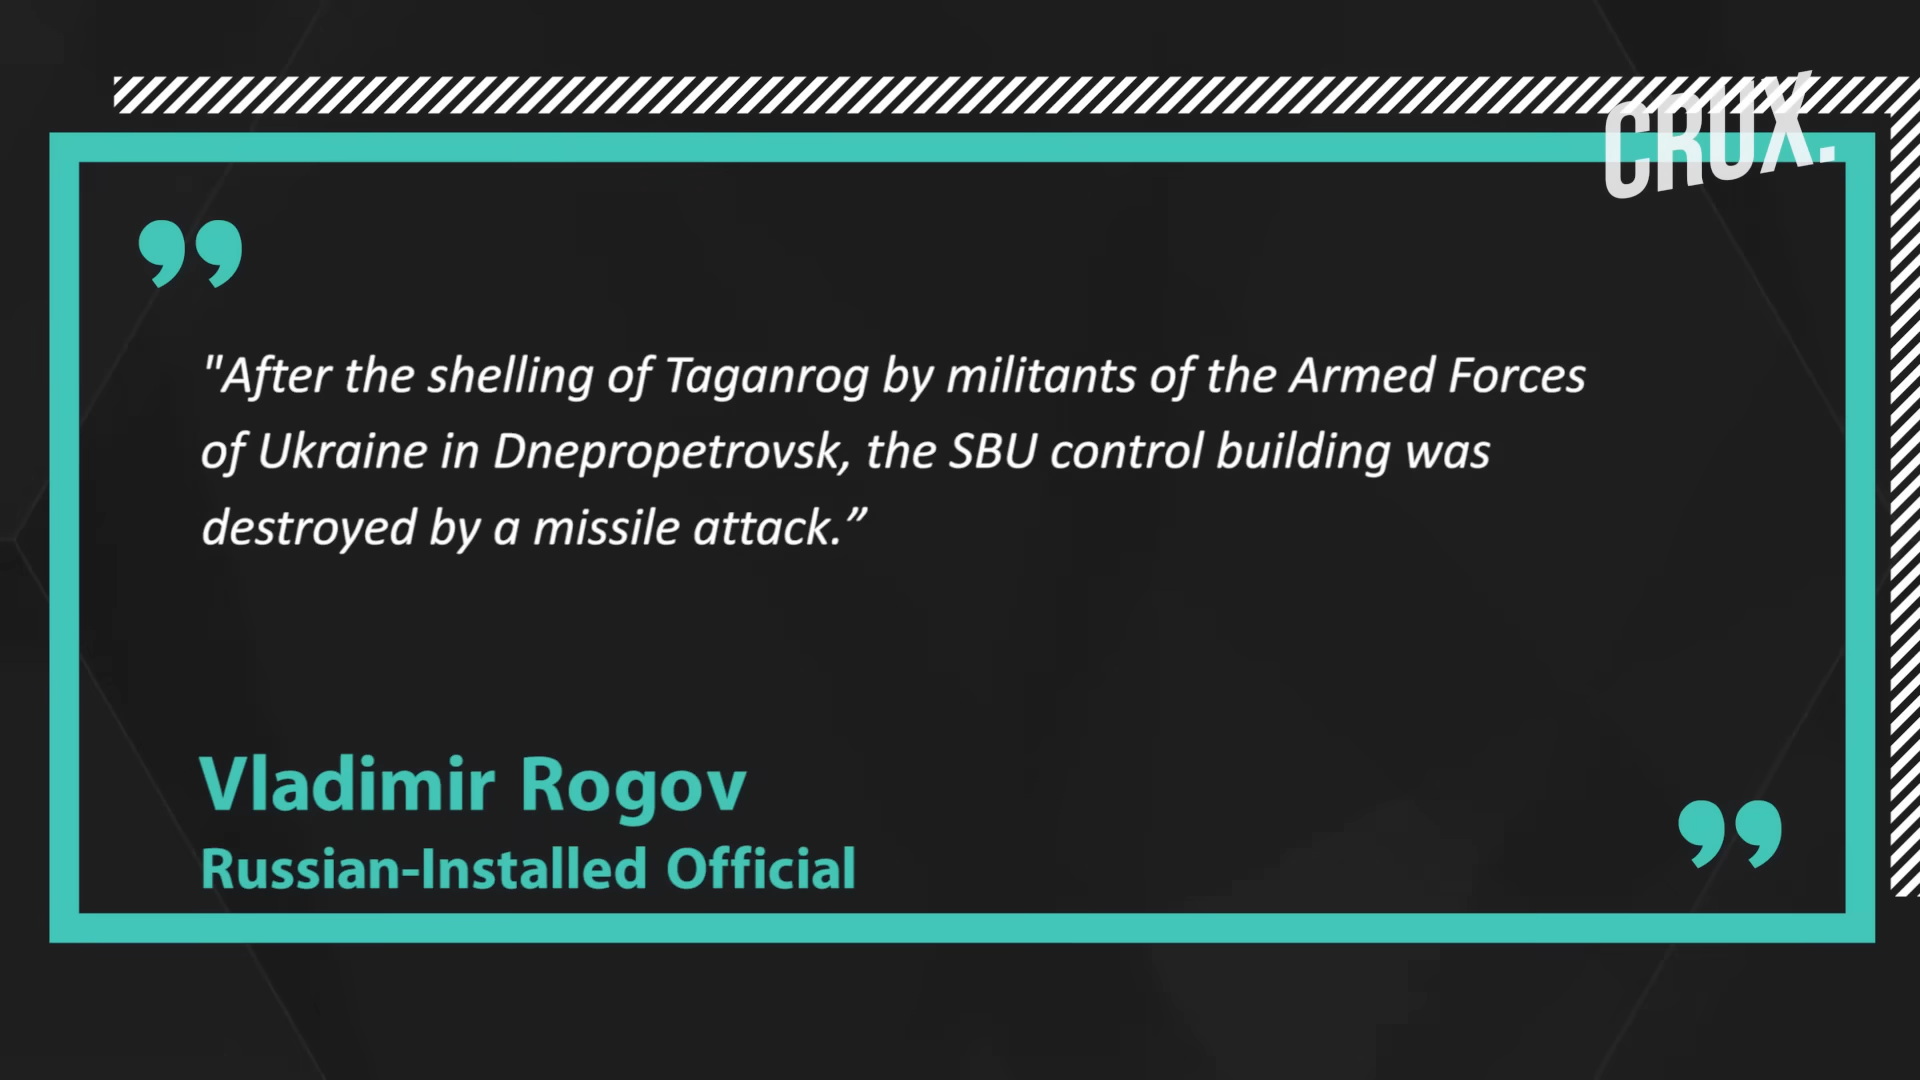 CRUX.
"After the shelling of Taganrog by militants of the Armed Forces
of Ukraine in Dnepropetrovsk, the SBU control building was
destroyed by a missile attack.”
Vladimir Rogov
Russian-Installed Official